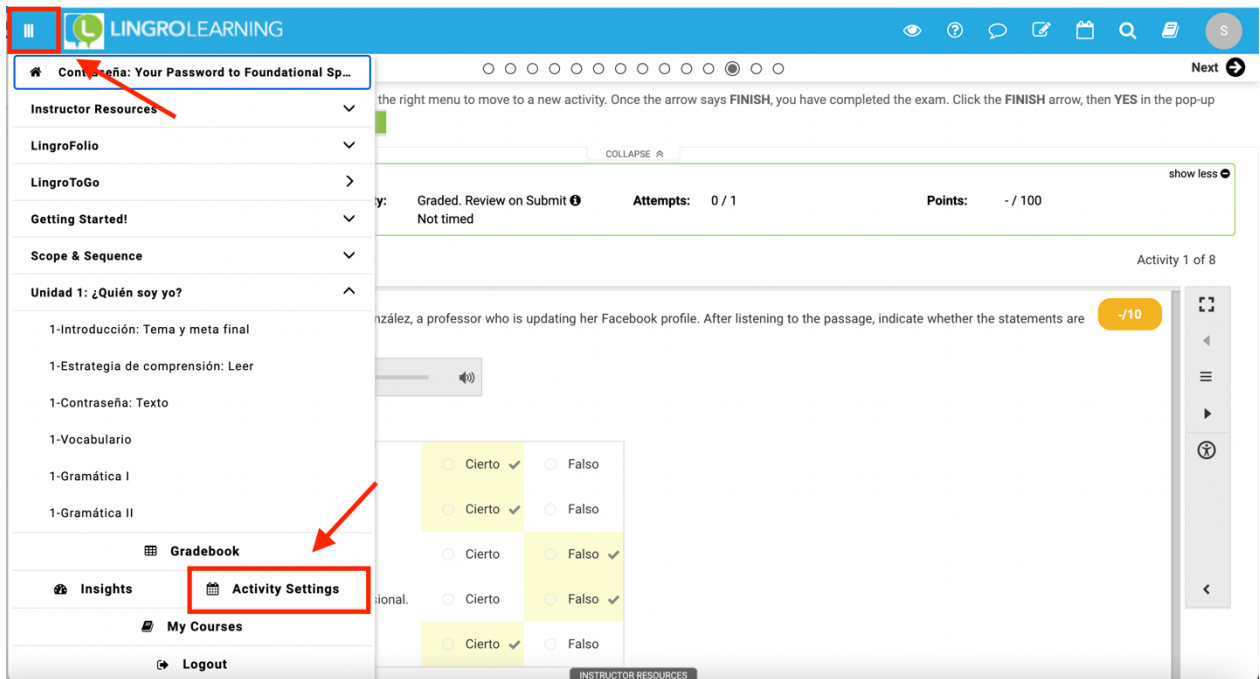 LINGROLEARNING
S
Contraseña: Your Password to Foundational Sp...
Next
Instructor Resources
the right menu to move to a new activity. Once the arrow says FINISH, you have completed the exam. Click the FINISH arrow, then YES in the pop-up
LingroFolio
COLLAPSE
LingroToGo
show less
y: Graded. Review on Submit Attempts: 0 / 1 Points: - / 100
Not timed
Getting Started!
Scope & Sequence
Activity 1 of 8
Unidad 1: ¿Quién soy yo?
nzález, a professor who is updating her Facebook profile. After listening to the passage, indicate whether the statements are
-/10
1-Introducción: Tema y meta final
1-Estrategia de comprensión: Leer
1-Contraseña: Texto
1-Vocabulario
1-Gramática I
1-Gramática II
Cierto Falso
Cierto Falso
Cierto Falso
sional. Cierto Falso
Cierto Falso
Gradebook
Insights
Activity Settings
My Courses
Logout
INSTRUCTOR RESOURCES